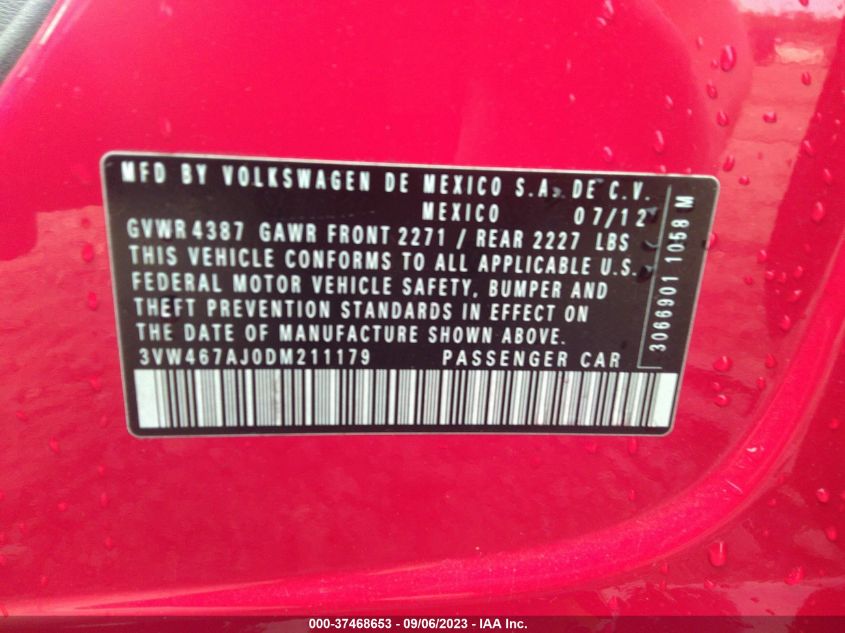 MFD BY VOLKSWAGEN DE MEXICO S.A. DE C.V.
MEXICO 07/12
GVWR 4387 GAWR FRONT 2271 / REAR 2227 LBS
THIS VEHICLE CONFORMS TO ALL APPLICABLE U.S.
FEDERAL MOTOR VEHICLE SAFETY, BUMPER AND
THEFT PREVENTION STANDARDS IN EFFECT ON
THE DATE OF MANUFACTURE SHOWN ABOVE.
3VW467AJ0DM211179 PASSENGER CAR
3066901 1058 M
000-37468653 - 09/06/2023 - IAA Inc.